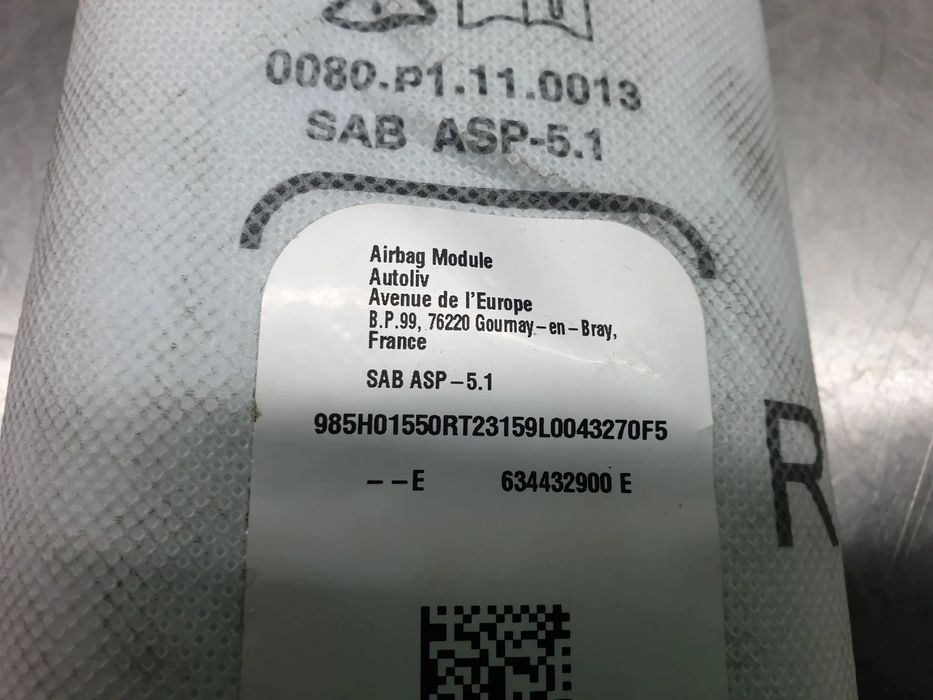 0080.P1.11.0013
SAB ASP-5.1
Airbag Module
Autoliv
Avenue de l'Europe
B.P.99, 76220 Gournay-en-Bray,
France
SAB ASP-5.1
985H01550RT23159L0043270F5
--E 634432900 E
R